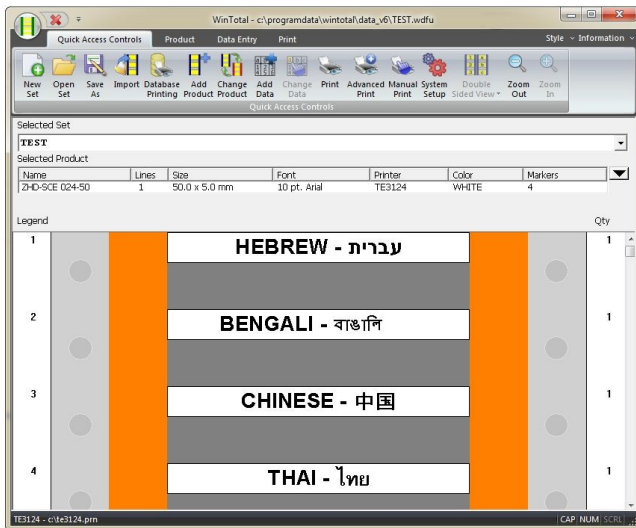 WinTotal - c:\programdata\wintotal\data_v6\TEST.wdfu
Quick Access Controls Product Data Entry Print Style Information
New Set Open Set Save As Import Database Printing Add Product Change Product Add Data Change Data Print Advanced Print Manual Print System Setup Double Sided View Zoom Out Zoom In
Quick Access Controls
Selected Set
TEST
Selected Product
Name Lines Size Font Printer Color Markers
ZHD-SCE 024-50 1 50.0 x 5.0 mm 10 pt. Arial TE3124 WHITE 4
Legend Qty
1 HEBREW - עברית 1
2 BENGALI - বাঙালি 1
3 CHINESE - 中国 1
4 THAI - ไทย 1
TE3124 - c:\te3124.prn CAP NUM SCRL